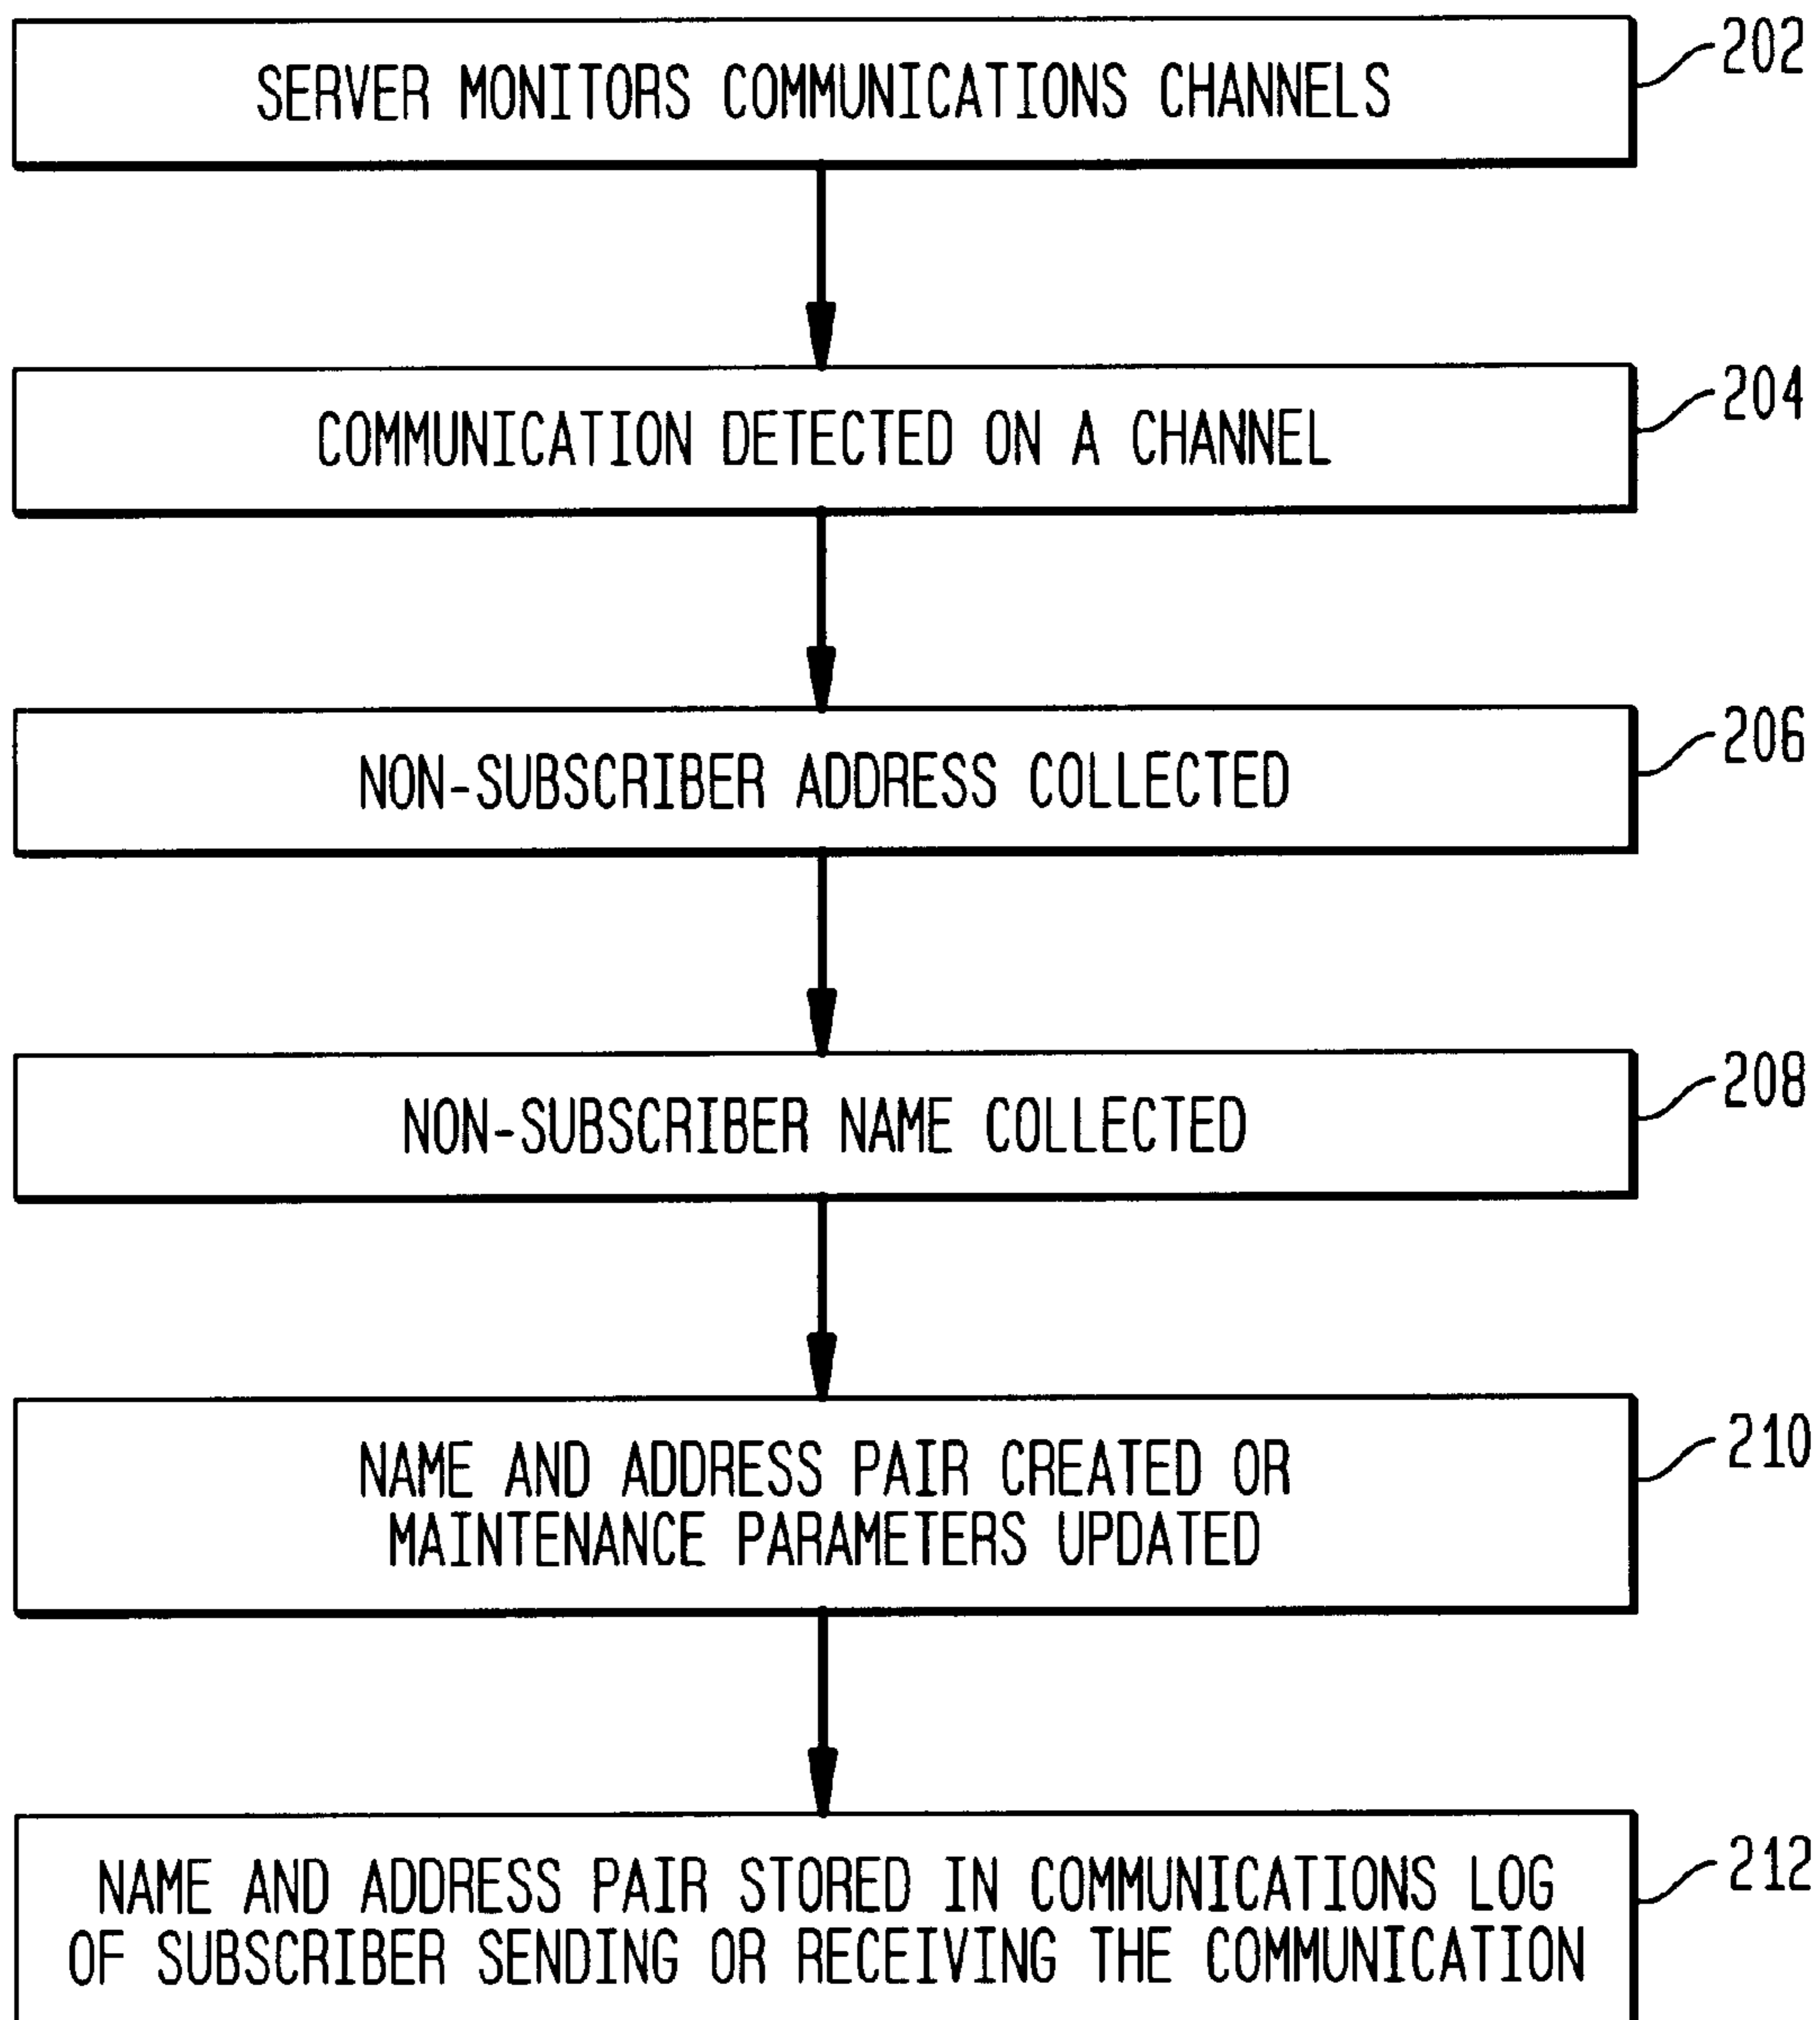 SERVER MONITORS COMMUNICATIONS CHANNELS
202
COMMUNICATION DETECTED ON A CHANNEL
204
NON-SUBSCRIBER ADDRESS COLLECTED
206
NON-SUBSCRIBER NAME COLLECTED
208
NAME AND ADDRESS PAIR CREATED OR
MAINTENANCE PARAMETERS UPDATED
210
NAME AND ADDRESS PAIR STORED IN COMMUNICATIONS LOG
OF SUBSCRIBER SENDING OR RECEIVING THE COMMUNICATION
212